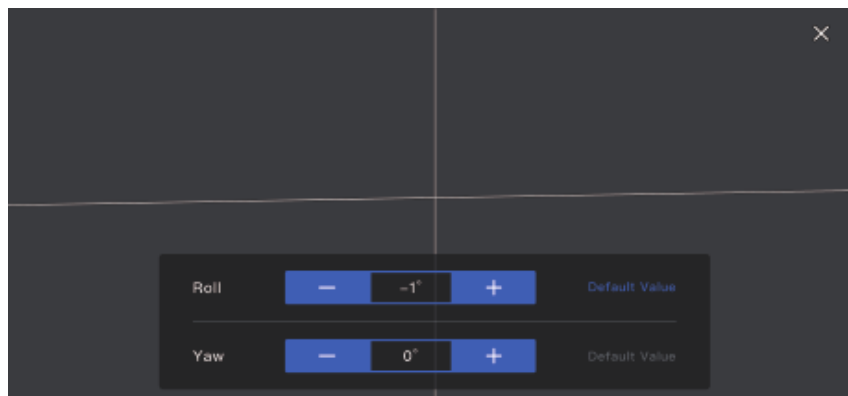 Roll − -1° + Default Value
Yaw − 0° + Default Value